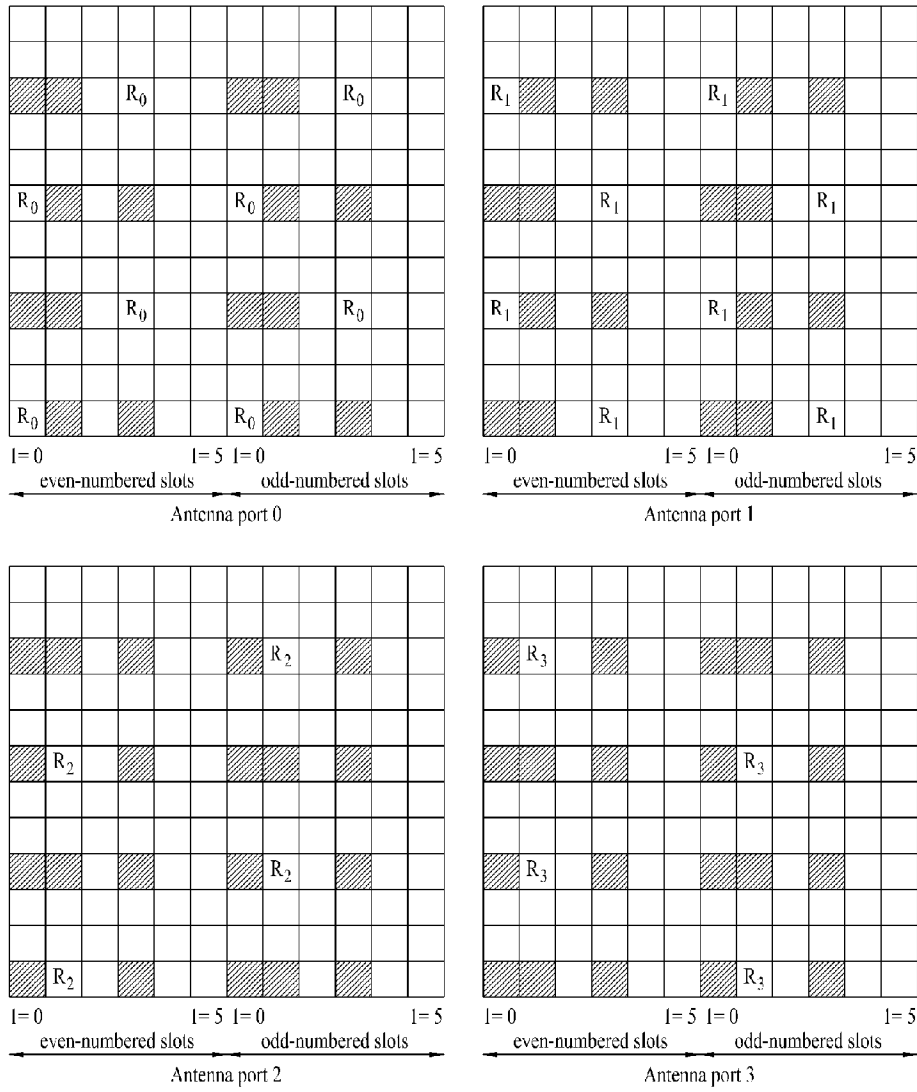 R0 R0 R1 R1
R0 R0 R1 R1
R0 R0 R1 R1
R0 R0 R1 R1
l= 0 l= 5 l= 0 l= 5 l= 0 l= 5 l= 0 l= 5
even-numbered slots odd-numbered slots even-numbered slots odd-numbered slots
Antenna port 0 Antenna port 1
R2 R3
R2 R3
R2 R3
R2 R3
l= 0 l= 5 l= 0 l= 5 l= 0 l= 5 l= 0 l= 5
even-numbered slots odd-numbered slots even-numbered slots odd-numbered slots
Antenna port 2 Antenna port 3